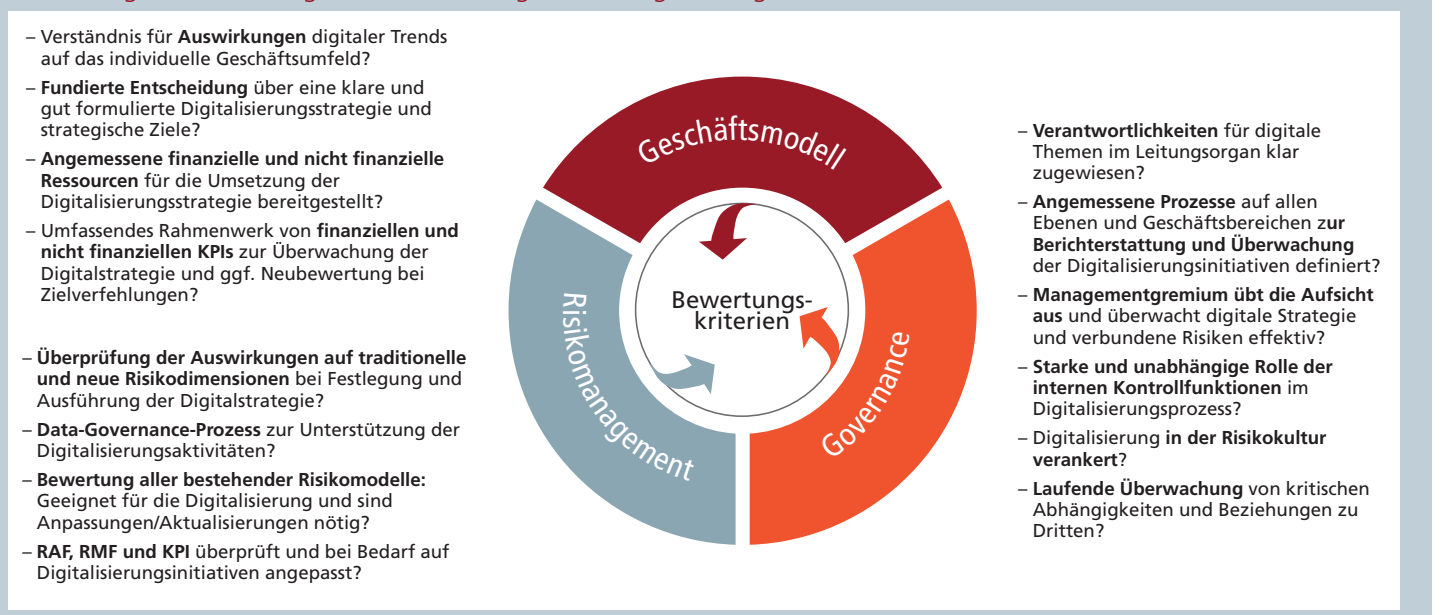 – Verständnis für Auswirkungen digitaler Trends
auf das individuelle Geschäftsumfeld?
– Fundierte Entscheidung über eine klare und
gut formulierte Digitalisierungsstrategie und
strategische Ziele?
– Angemessene finanzielle und nicht finanzielle
Ressourcen für die Umsetzung der
Digitalisierungsstrategie bereitgestellt?
– Umfassendes Rahmenwerk von finanziellen und
nicht finanziellen KPIs zur Überwachung der
Digitalstrategie und ggf. Neubewertung bei
Zielverfehlungen?
– Überprüfung der Auswirkungen auf traditionelle
und neue Risikodimensionen bei Festlegung und
Ausführung der Digitalstrategie?
– Data-Governance-Prozess zur Unterstützung der
Digitalisierungsaktivitäten?
– Bewertung aller bestehender Risikomodelle:
Geeignet für die Digitalisierung und sind
Anpassungen/Aktualisierungen nötig?
– RAF, RMF und KPI überprüft und bei Bedarf auf
Digitalisierungsinitiativen angepasst?
Geschäftsmodell
Risikomanagement
Governance
Bewertungs-
kriterien
– Verantwortlichkeiten für digitale
Themen im Leitungsorgan klar
zugewiesen?
– Angemessene Prozesse auf allen
Ebenen und Geschäftsbereichen zur
Berichterstattung und Überwachung
der Digitalisierungsinitiativen definiert?
– Managementgremium übt die Aufsicht
aus und überwacht digitale Strategie
und verbundene Risiken effektiv?
– Starke und unabhängige Rolle der
internen Kontrollfunktionen im
Digitalisierungsprozess?
– Digitalisierung in der Risikokultur
verankert?
– Laufende Überwachung von kritischen
Abhängigkeiten und Beziehungen zu
Dritten?